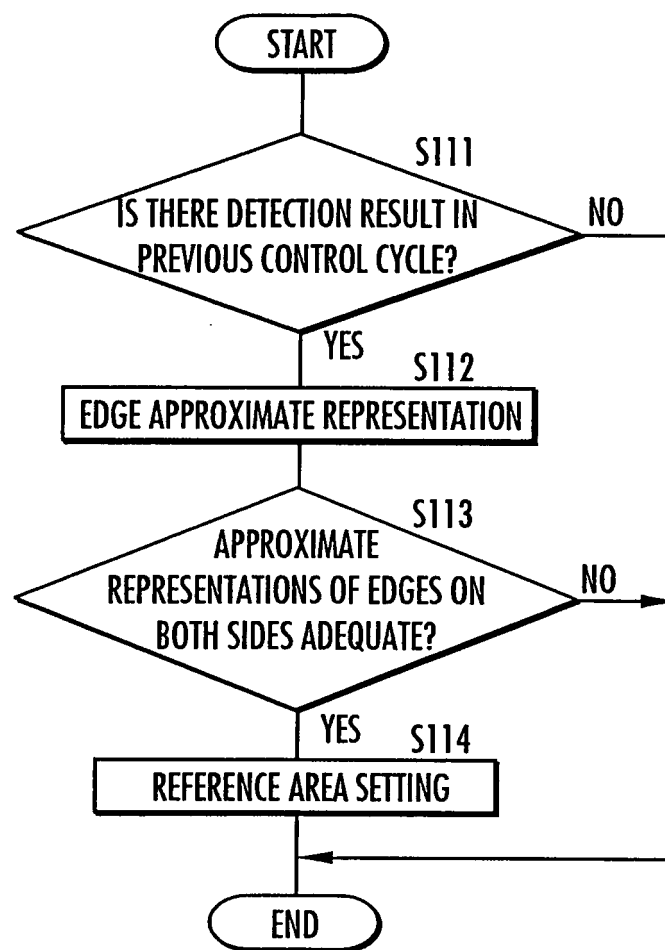 START
S111
IS THERE DETECTION RESULT IN
PREVIOUS CONTROL CYCLE?
NO
YES
S112
EDGE APPROXIMATE REPRESENTATION
S113
APPROXIMATE
REPRESENTATIONS OF EDGES ON
BOTH SIDES ADEQUATE?
NO
YES
S114
REFERENCE AREA SETTING
END